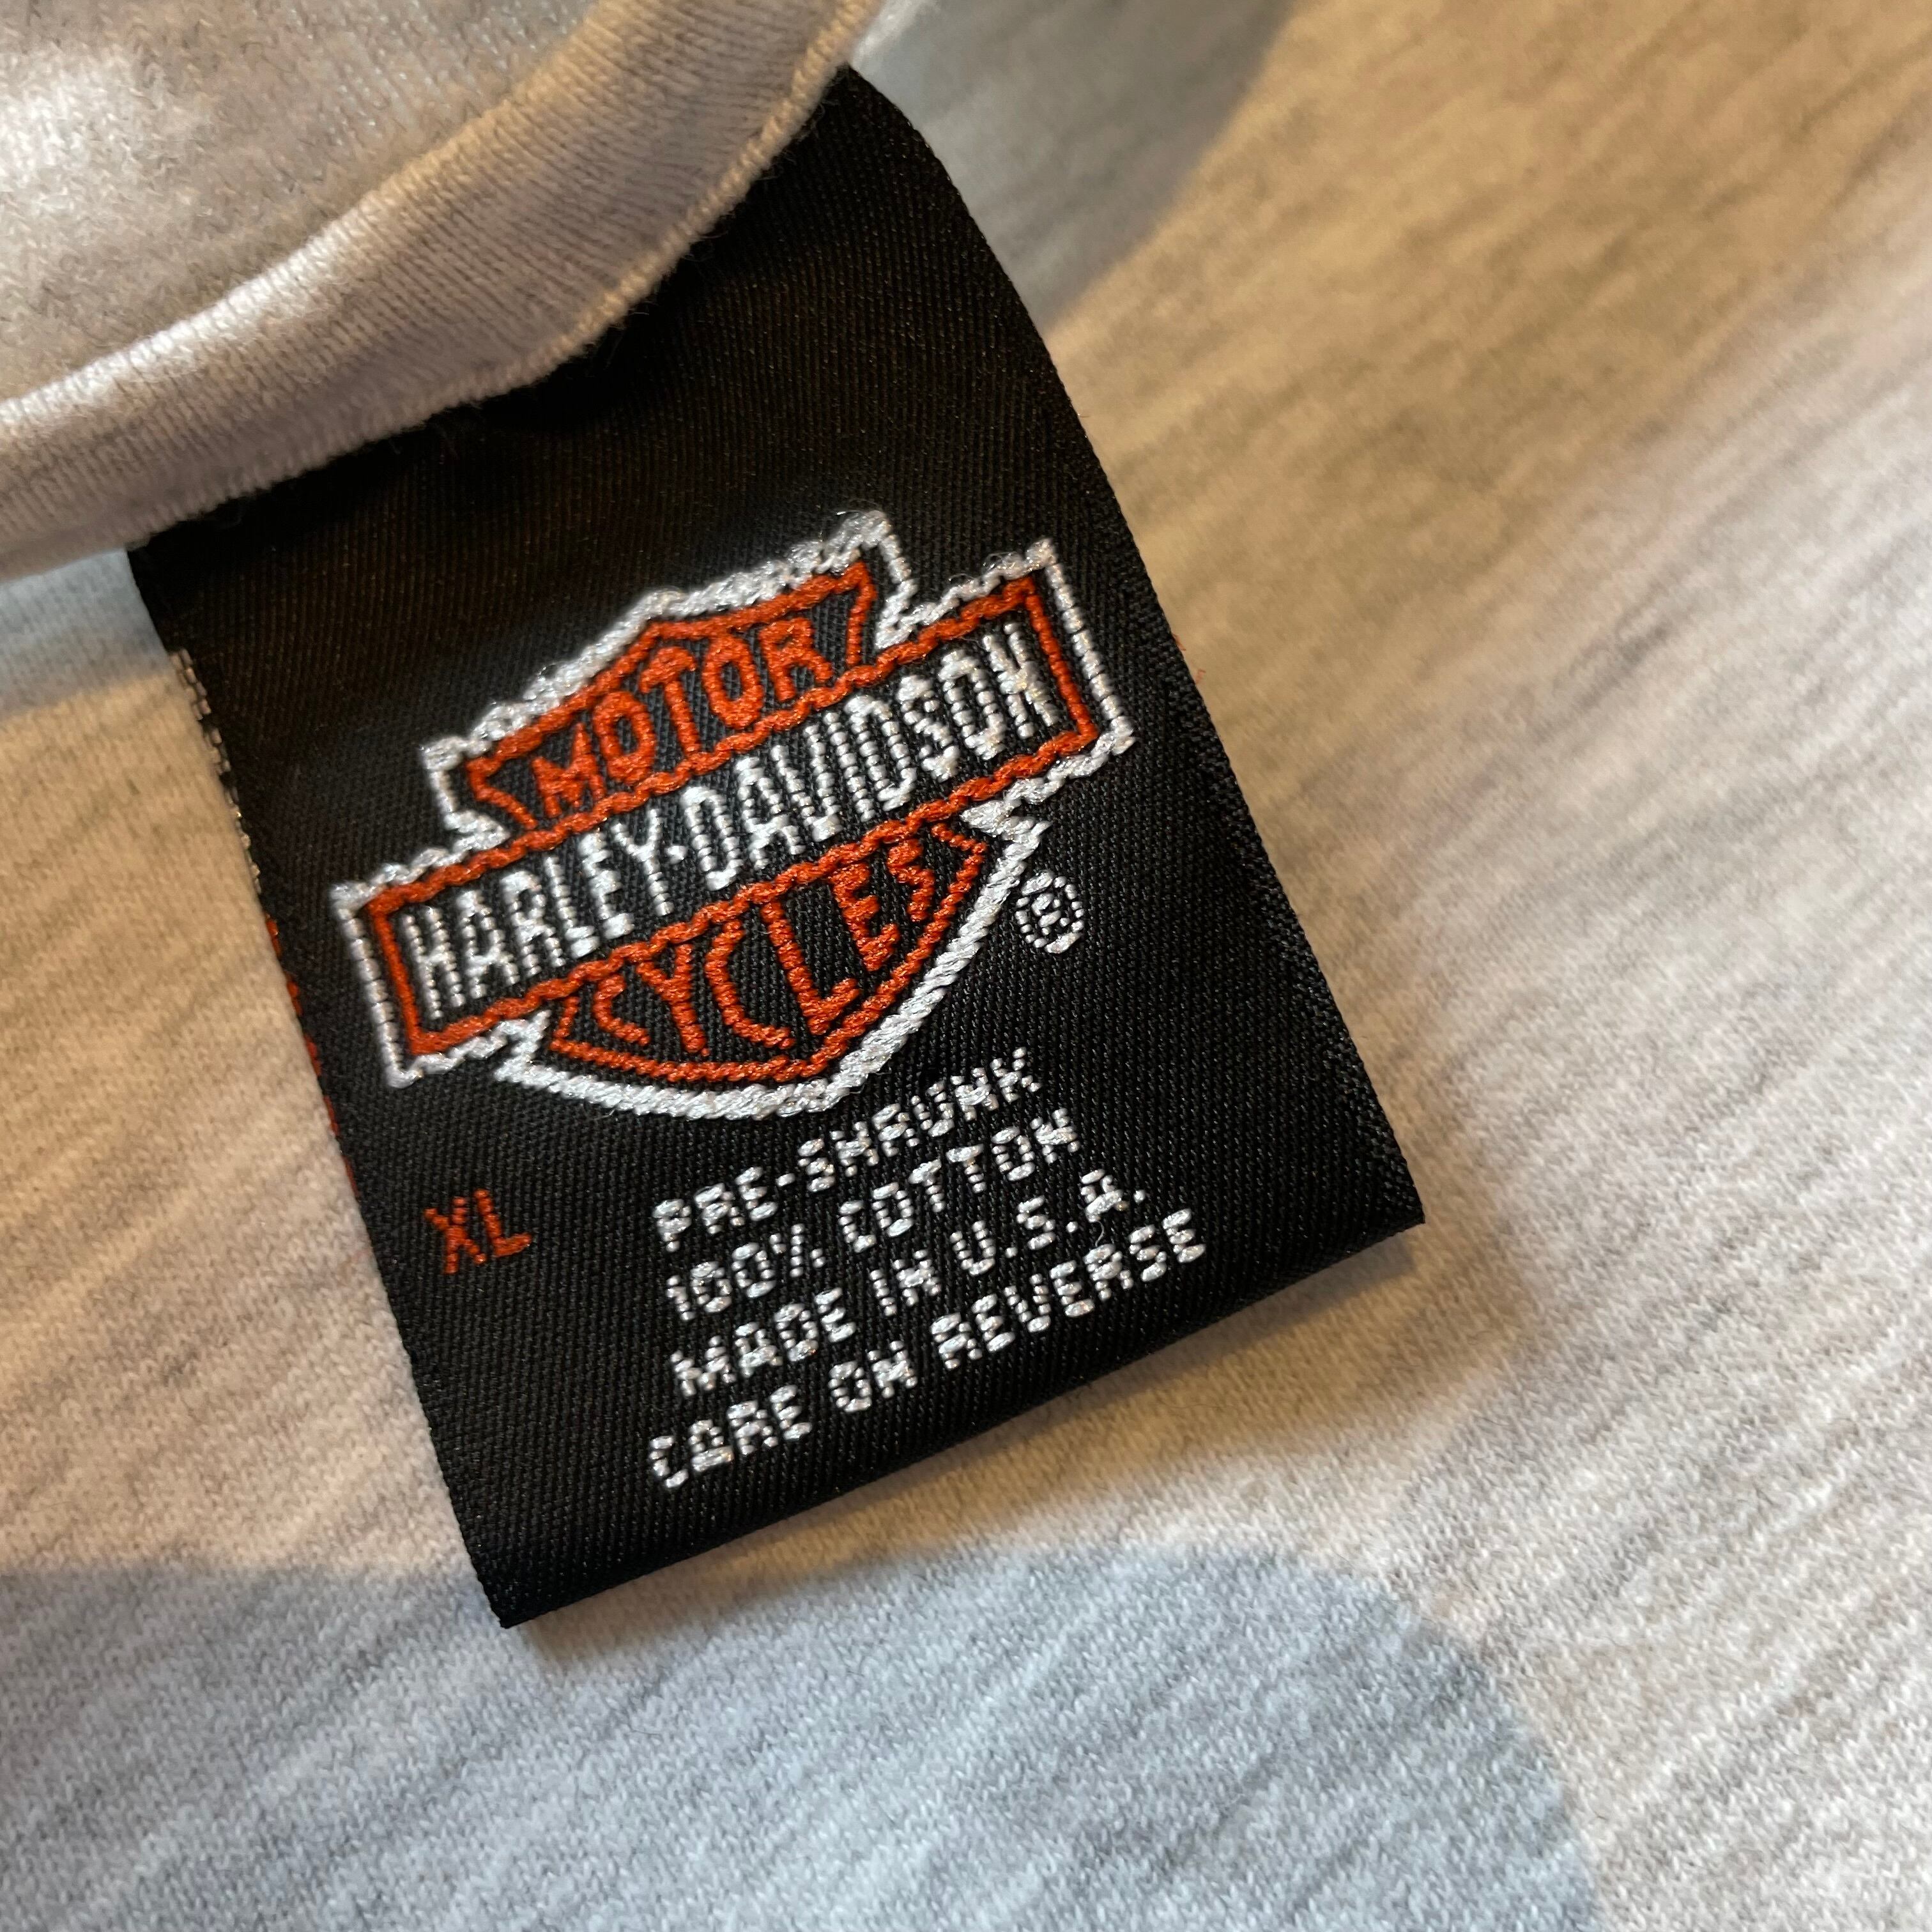 MOTOR
HARLEY-DAVIDSON
CYCLES
®
PRE-SHRUNK
XL
100% COTTON
MADE IN U.S.A.
CARE ON REVERSE